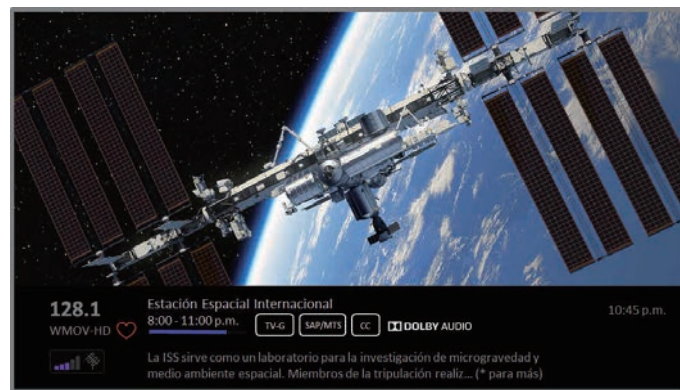 128.1
WMOV-HD
Estación Espacial Internacional
8:00 - 11:00 p.m.
TV-G
SAP/MTS
CC
DOLBY AUDIO
10:45 p.m.
La ISS sirve como un laboratorio para la investigación de microgravedad y
medio ambiente espacial. Miembros de la tripulación realiz... (* para más)